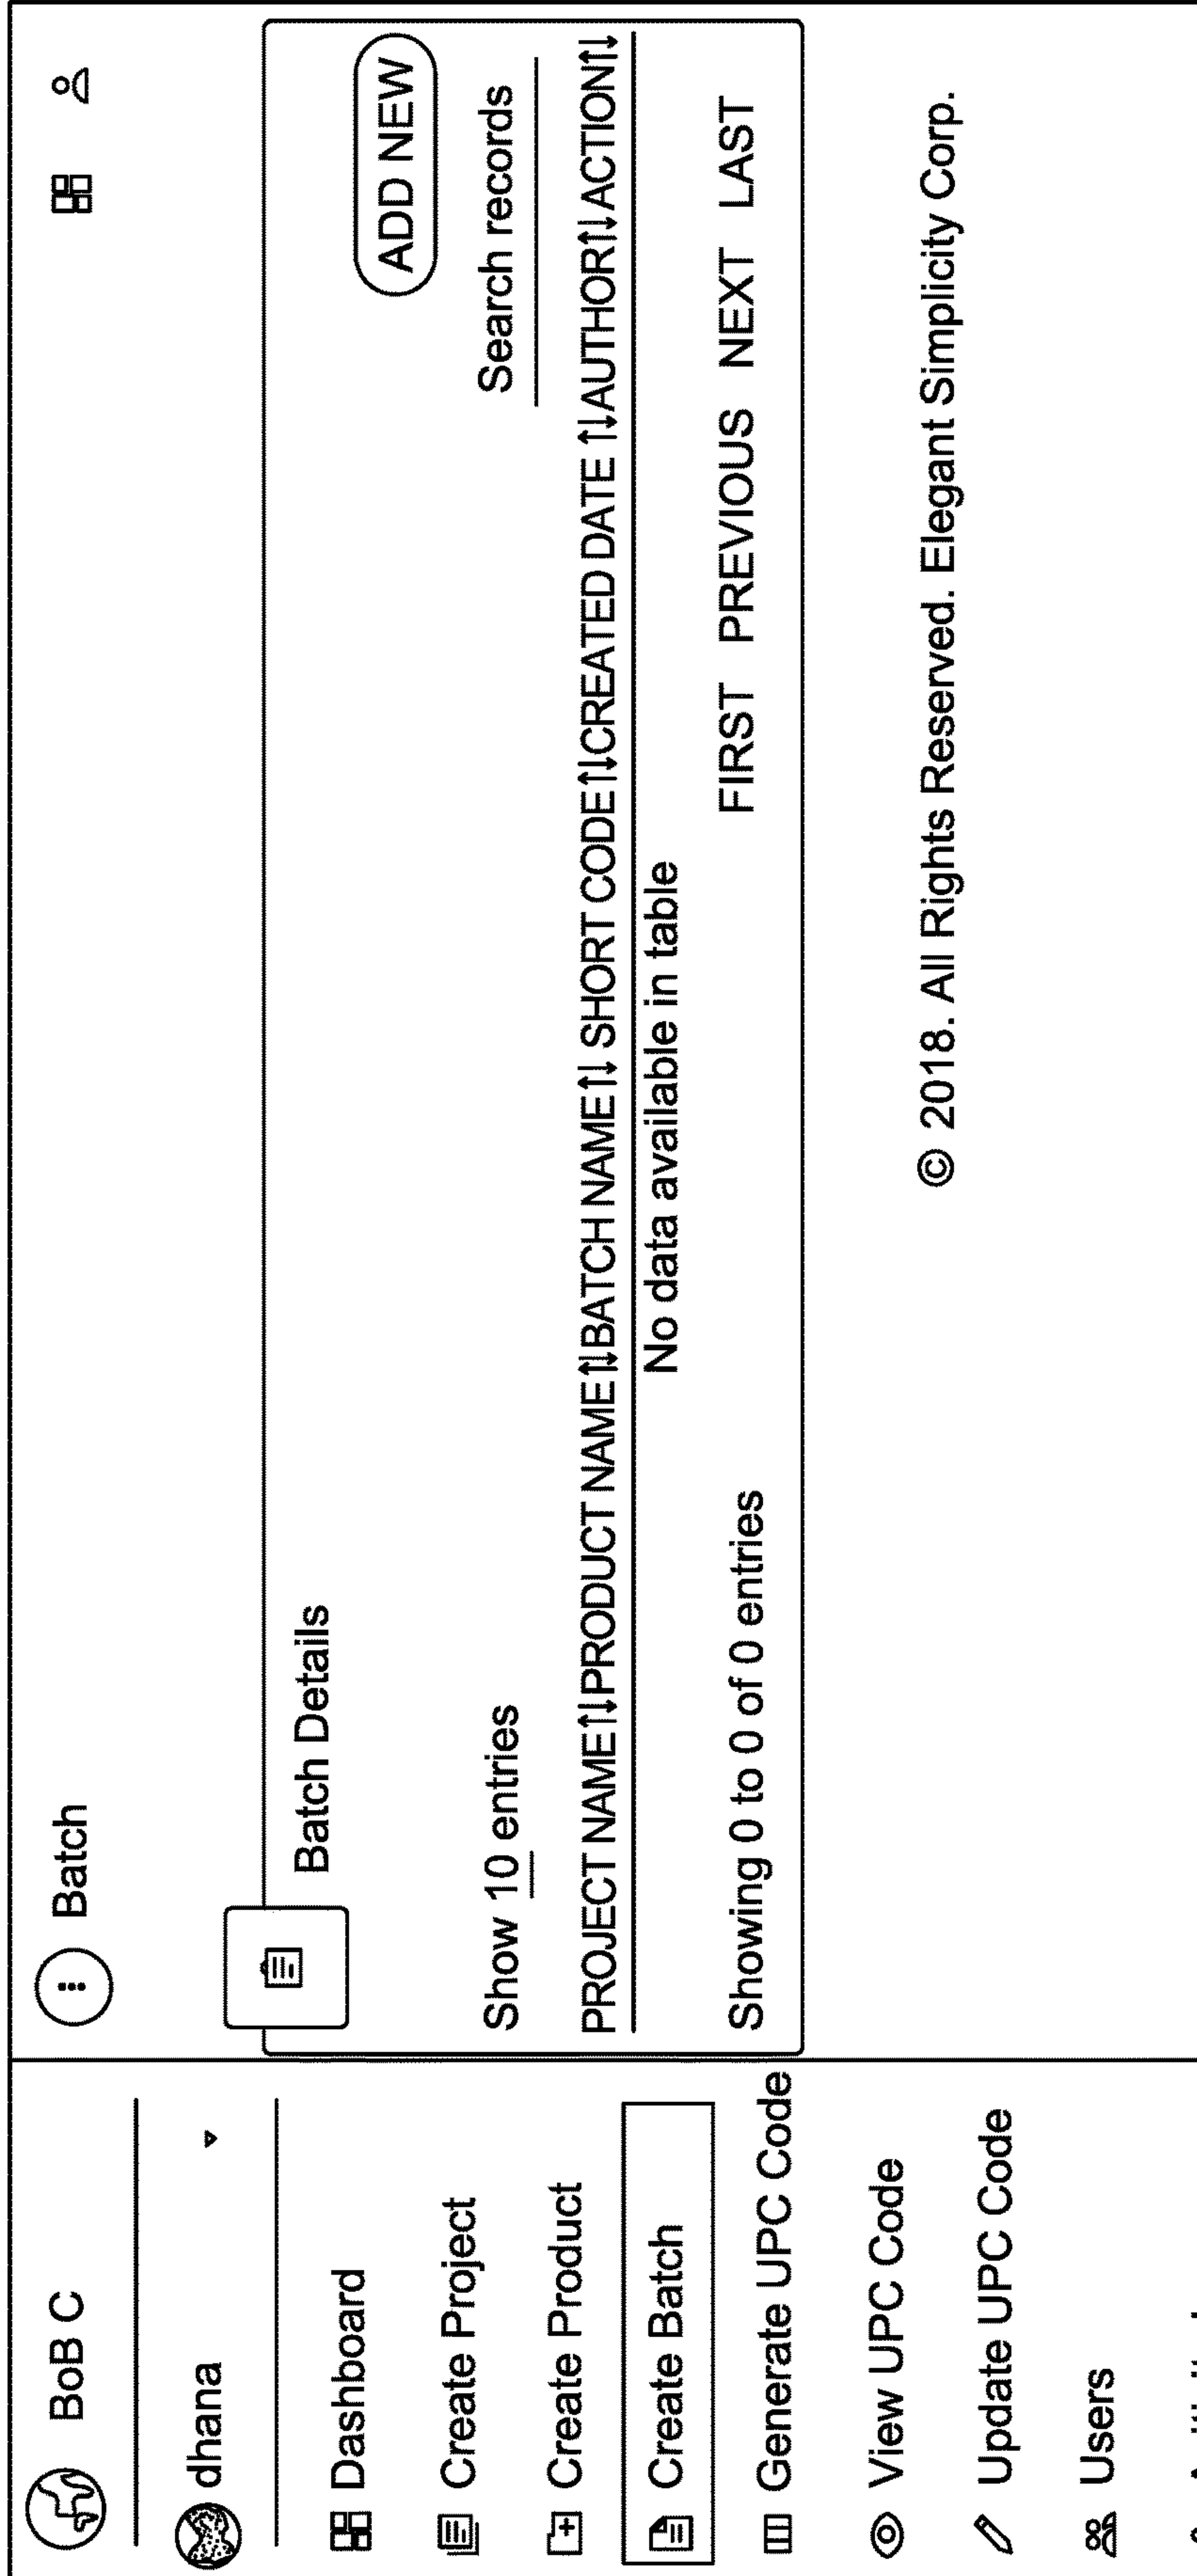 BoB C
dhana
Dashboard
Create Project
Create Product
Create Batch
Generate UPC Code
View UPC Code
Update UPC Code
Users
Batch
Batch Details
ADD NEW
Show 10 entries
Search records
PROJECT NAME↑↓PRODUCT NAME↑↓BATCH NAME↑↓ SHORT CODE↑↓CREATED DATE ↑↓AUTHOR↑↓ACTION↑↓
No data available in table
Showing 0 to 0 of 0 entries
FIRST PREVIOUS NEXT LAST
© 2018. All Rights Reserved. Elegant Simplicity Corp.